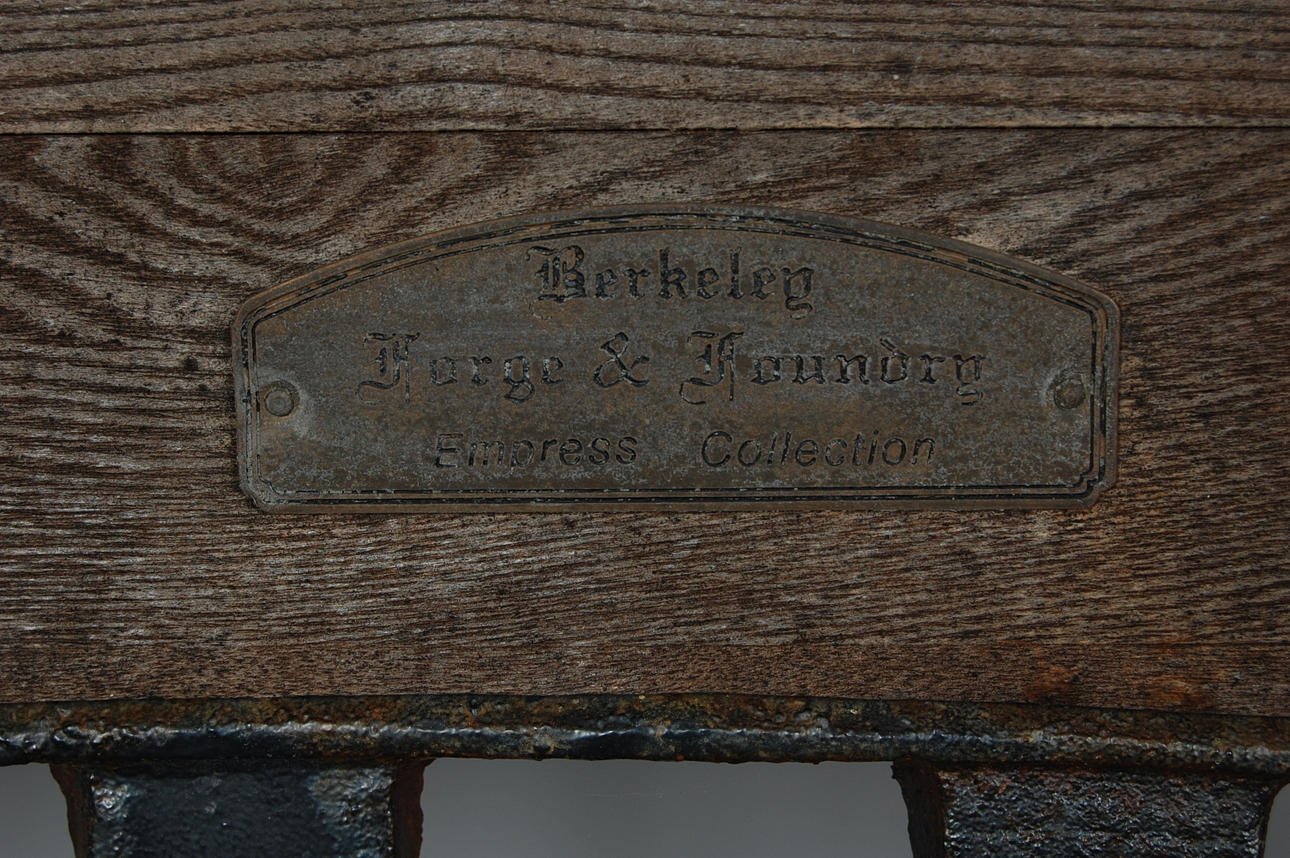 Berkeley
Forge & Foundry
Empress Collection